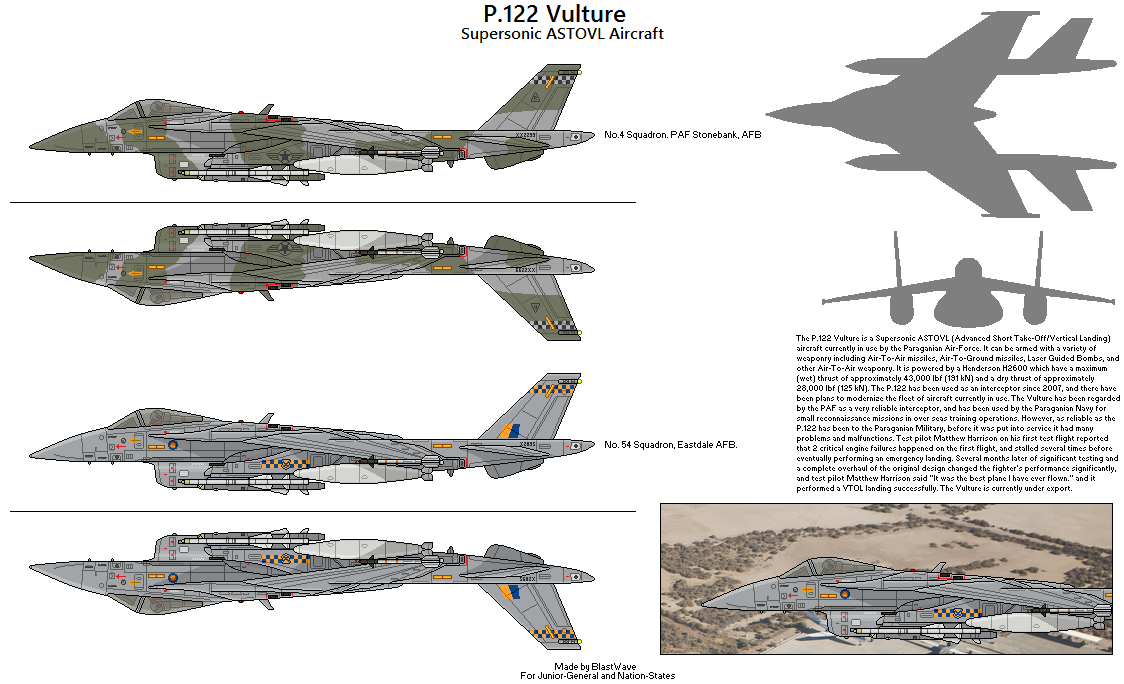 P.122 Vulture
Supersonic ASTOVL Aircraft
No.4 Squadron. PAF Stonebank, AFB
XX2299
The P.122 Vulture is a Supersonic ASTOVL (Advanced Short Take-Off/Vertical Landing)
aircraft currently in use by the Paraganian Air-Force. It can be armed with a variety of
weaponry including Air-To-Air missiles, Air-To-Ground missiles, Laser Guided Bombs, and
other Air-To-Air weaponry. It is powered by a Henderson H2600 which have a maximum
(wet) thrust of approximately 43,000 lbf (191 kN) and a dry thrust of approximately
28,000 lbf (125 kN). The P.122 has been used as an interceptor since 2007, and there have
been plans to modernize the fleet of aircraft currently in use. The Vulture has been regarded
by the PAF as a very reliable interceptor, and has been used by the Paraganian Navy for
small reconnaissance missions in over seas training operations. However, as reliable as the
P.122 has been to the Paraganian Military, before it was put into service it had many
problems and malfunctions. Test pilot Matthew Harrison on his first test flight reported
that 2 critical engine failures happened on the first flight, and stalled several times before
eventually performing an emergency landing. Several months later of significant testing and
a complete overhaul of the original design changed the fighter's performance significantly,
and test pilot Matthew Harrison said "It was the best plane I have ever flown." and it
performed a VTOL landing successfully. The Vulture is currently under export.
No. 54 Squadron, Eastdale AFB.
Made by BlastWave
For Junior-General and Nation-States